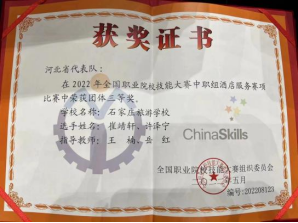 获奖证书
河北省代表队：
在2022年全国职业院校技能大赛中职组酒店服务赛项
比赛中荣获团体三等奖。
学校名称：石家庄旅游学校
选手姓名：崔靖轩、许泽宁
指导教师：王楠、岳红
ChinaSkills
全国职业院校技能大赛组织委员会
二〇二二年五月
编号:202208123